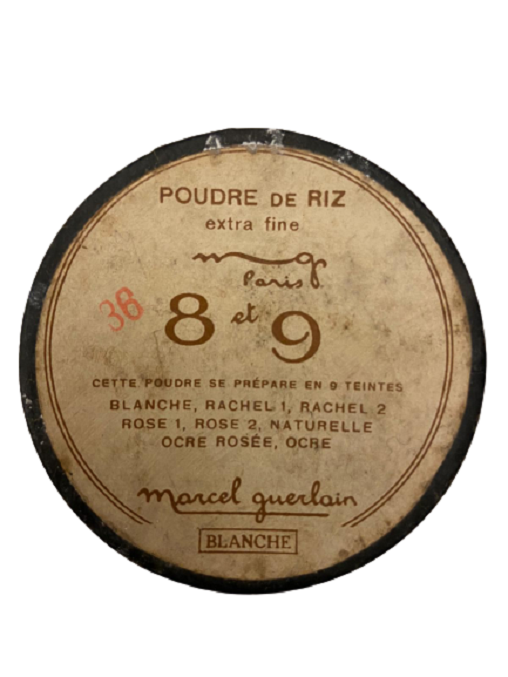 POUDRE DE RIZ
extra fine
mg
Paris
36
8 et 9
CETTE POUDRE SE PRÉPARE EN 9 TEINTES
BLANCHE, RACHEL 1, RACHEL 2
ROSE 1, ROSE 2, NATURELLE
OCRE ROSÉE, OCRE
marcel guerlain
BLANCHE